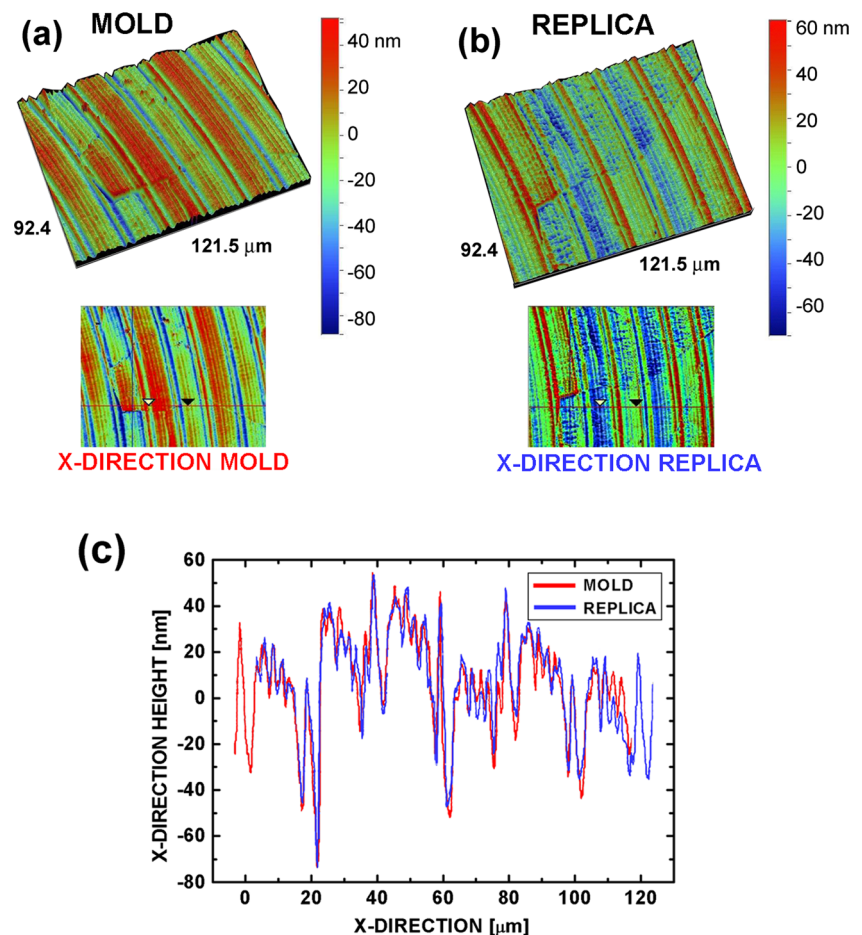 (a) MOLD
40 nm
20
0
-20
-40
-60
-80
92.4
121.5 μm
X-DIRECTION MOLD
(b) REPLICA
60 nm
40
20
0
-20
-40
-60
92.4
121.5 μm
X-DIRECTION REPLICA
(c)
X-DIRECTION HEIGHT [nm]
60
40
20
0
-20
-40
-60
-80
MOLD
REPLICA
0 20 40 60 80 100 120
X-DIRECTION [μm]